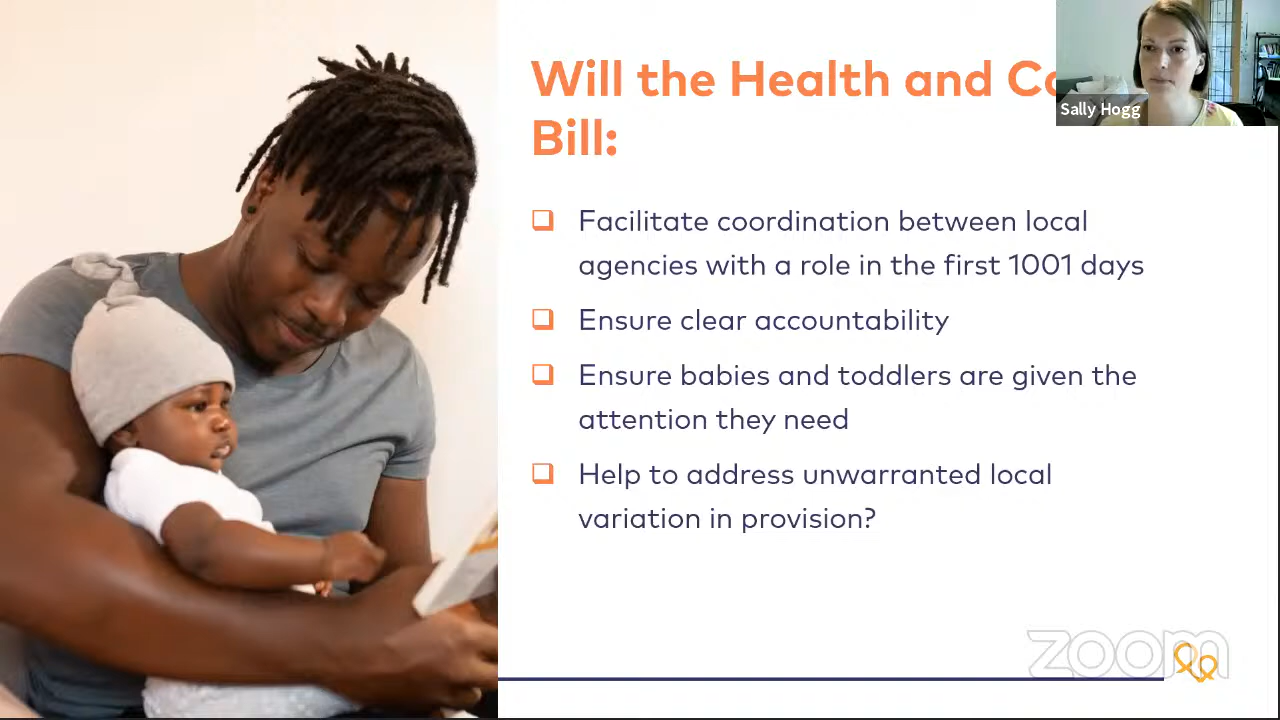 Will the Health and
Bill:
Sally Hogg
❑ Facilitate coordination between local
agencies with a role in the first 1001 days
❑ Ensure clear accountability
❑ Ensure babies and toddlers are given the
attention they need
❑ Help to address unwarranted local
variation in provision?
zoom